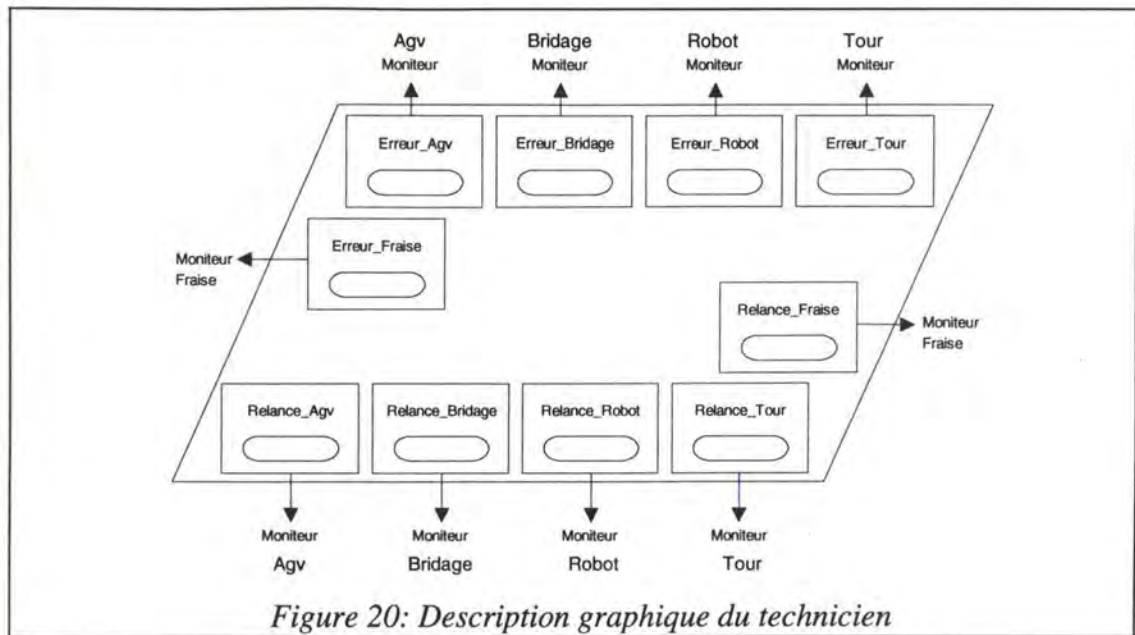 Agv Bridage Robot Tour
Moniteur Moniteur Moniteur Moniteur
Erreur_Agv Erreur_Bridage Erreur_Robot Erreur_Tour
Erreur_Fraise
Moniteur
Fraise
Relance_Fraise
Moniteur
Fraise
Relance_Agv Relance_Bridage Relance_Robot Relance_Tour
Moniteur Moniteur Moniteur Moniteur
Agv Bridage Robot Tour
Figure 20: Description graphique du technicien